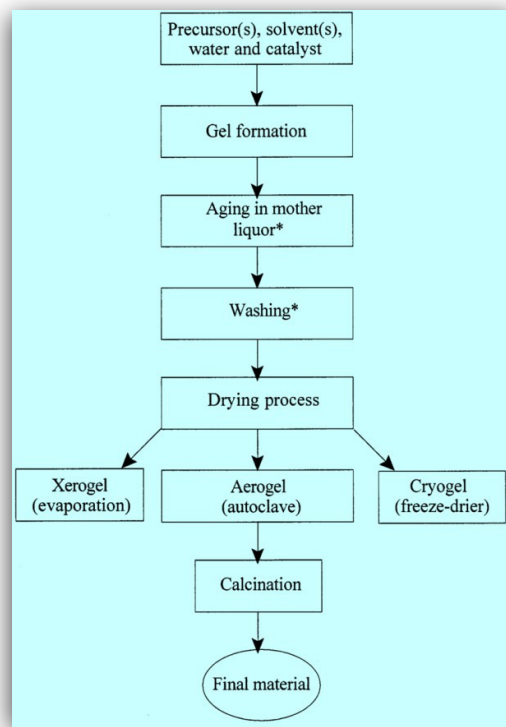 Precursor(s), solvent(s),
water and catalyst
Gel formation
Aging in mother
liquor*
Washing*
Drying process
Xerogel
(evaporation)
Aerogel
(autoclave)
Cryogel
(freeze-drier)
Calcination
Final material